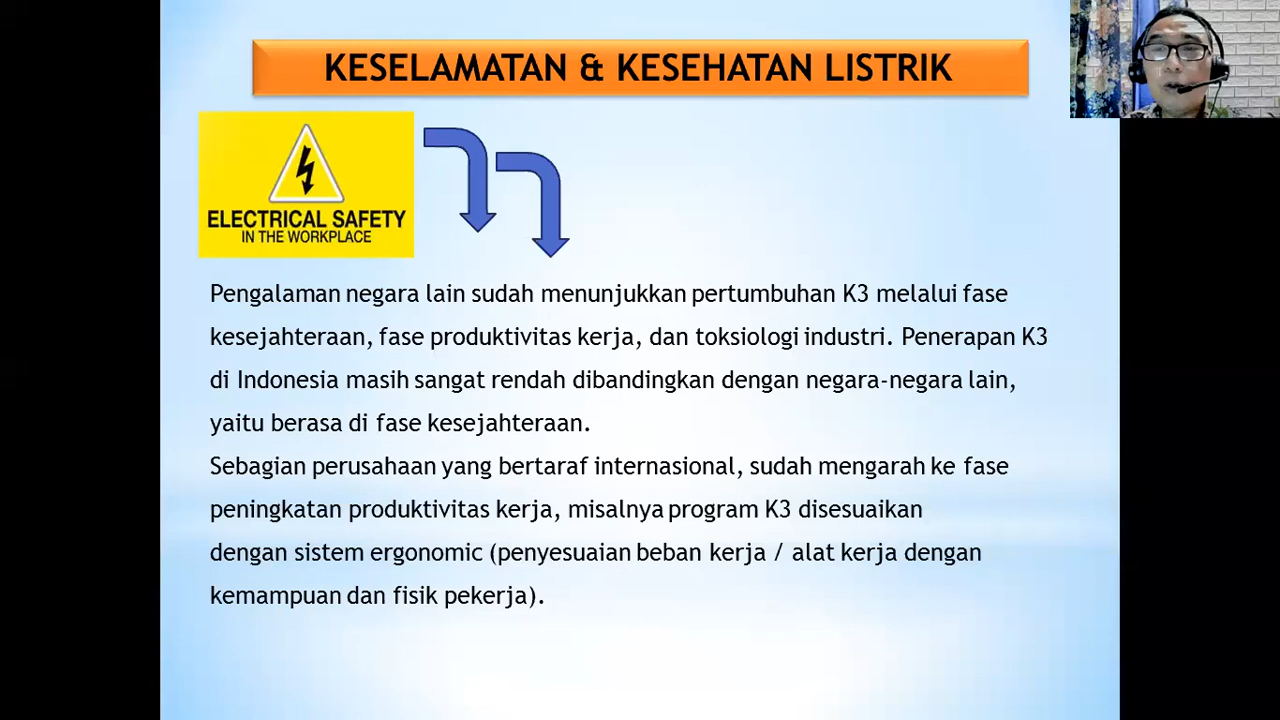 KESELAMATAN & KESEHATAN LISTRIK
ELECTRICAL SAFETY
IN THE WORKPLACE
Pengalaman negara lain sudah menunjukkan pertumbuhan K3 melalui fase
kesejahteraan, fase produktivitas kerja, dan toksiologi industri. Penerapan K3
di Indonesia masih sangat rendah dibandingkan dengan negara-negara lain,
yaitu berasa di fase kesejahteraan.
Sebagian perusahaan yang bertaraf internasional, sudah mengarah ke fase
peningkatan produktivitas kerja, misalnya program K3 disesuaikan
dengan sistem ergonomic (penyesuaian beban kerja / alat kerja dengan
kemampuan dan fisik pekerja).